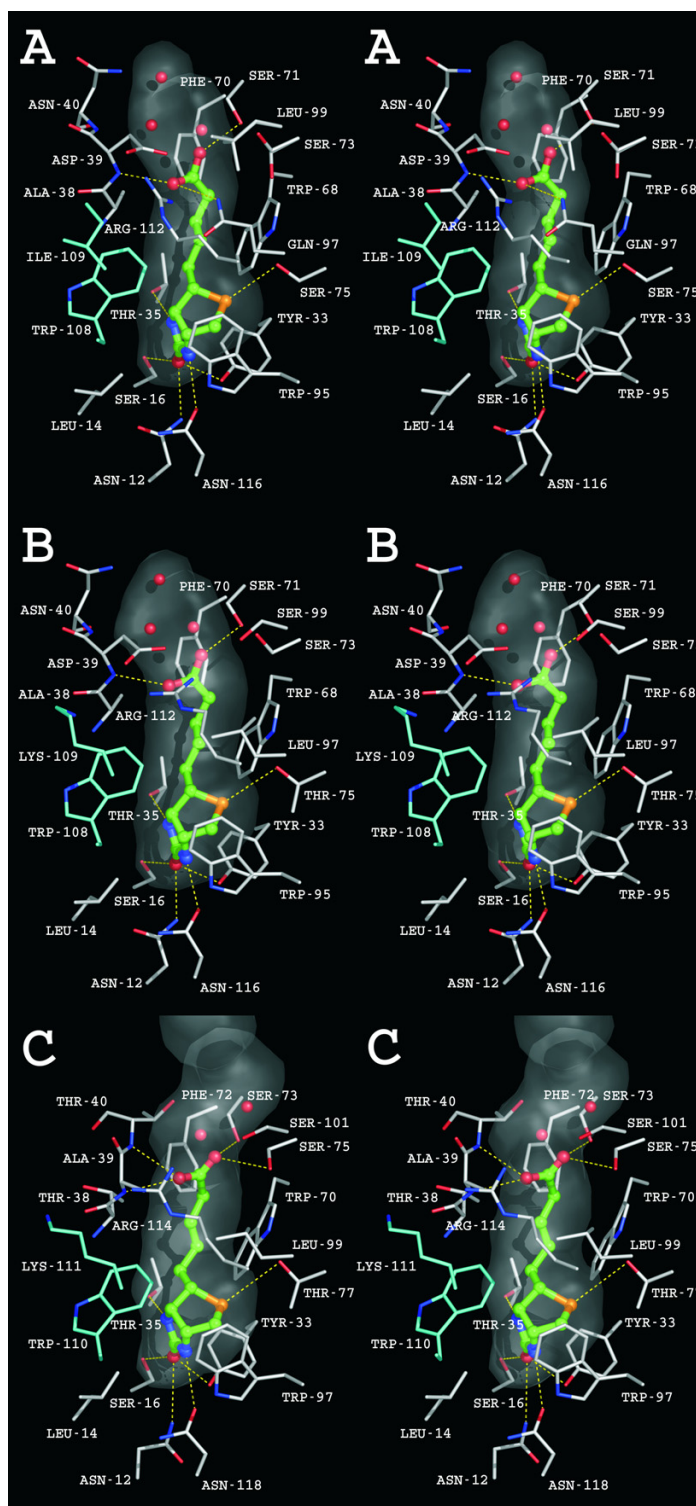 A
A
PHE-70
SER-71
PHE-70
SER-71
ASN-40
LEU-99
ASN-40
LEU-99
SER-73
SER-7
ASP-39
ASP-39
ALA-38
TRP-68
ALA-38
TRP-68
ARG-112
ARG-112
ILE-109
GLN-97
ILE-109
GLN-97
SER-75
SER-75
TRP-108
THR-35
TYR-33
TRP-108
THR-35
TYR-33
SER-16
TRP-95
SER-16
TRP-95
LEU-14
LEU-14
ASN-12
ASN-116
ASN-12
ASN-116
B
B
PHE-70
SER-71
PHE-70
SER-71
ASN-40
SER-99
ASN-40
SER-99
SER-73
SER-7
ASP-39
ASP-39
ALA-38
TRP-68
ALA-38
TRP-68
ARG-112
ARG-112
LYS-109
LEU-97
LYS-109
LEU-97
THR-75
THR-75
TRP-108
THR-35
TYR-33
TRP-108
THR-35
TYR-33
SER-16
TRP-95
SER-16
TRP-95
LEU-14
LEU-14
ASN-12
ASN-116
ASN-12
ASN-116
C
C
THR-40
PHE-72
SER-73
THR-40
PHE-72
SER-73
SER-101
SER-101
ALA-39
SER-75
ALA-39
SER-75
THR-38
TRP-70
THR-38
TRP-70
ARG-114
ARG-114
LYS-111
LEU-99
LYS-111
LEU-99
THR-77
THR-77
TRP-110
THR-35
TYR-33
TRP-110
THR-35
TYR-33
SER-16
TRP-97
SER-16
TRP-97
LEU-14
LEU-14
ASN-12
ASN-118
ASN-12
ASN-118